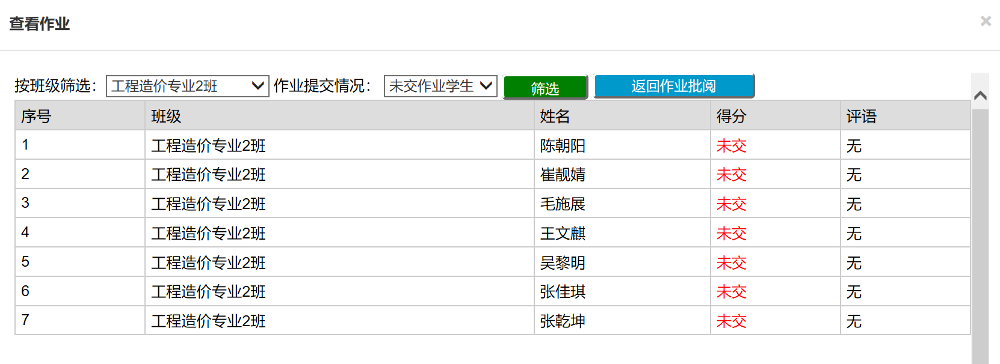 查看作业
按班级筛选： 工程造价专业2班 作业提交情况： 未交作业学生 筛选 返回作业批阅
序号 班级 姓名 得分 评语
1 工程造价专业2班 陈朝阳 未交 无
2 工程造价专业2班 崔靓婧 未交 无
3 工程造价专业2班 毛施展 未交 无
4 工程造价专业2班 王文麒 未交 无
5 工程造价专业2班 吴黎明 未交 无
6 工程造价专业2班 张佳琪 未交 无
7 工程造价专业2班 张乾坤 未交 无